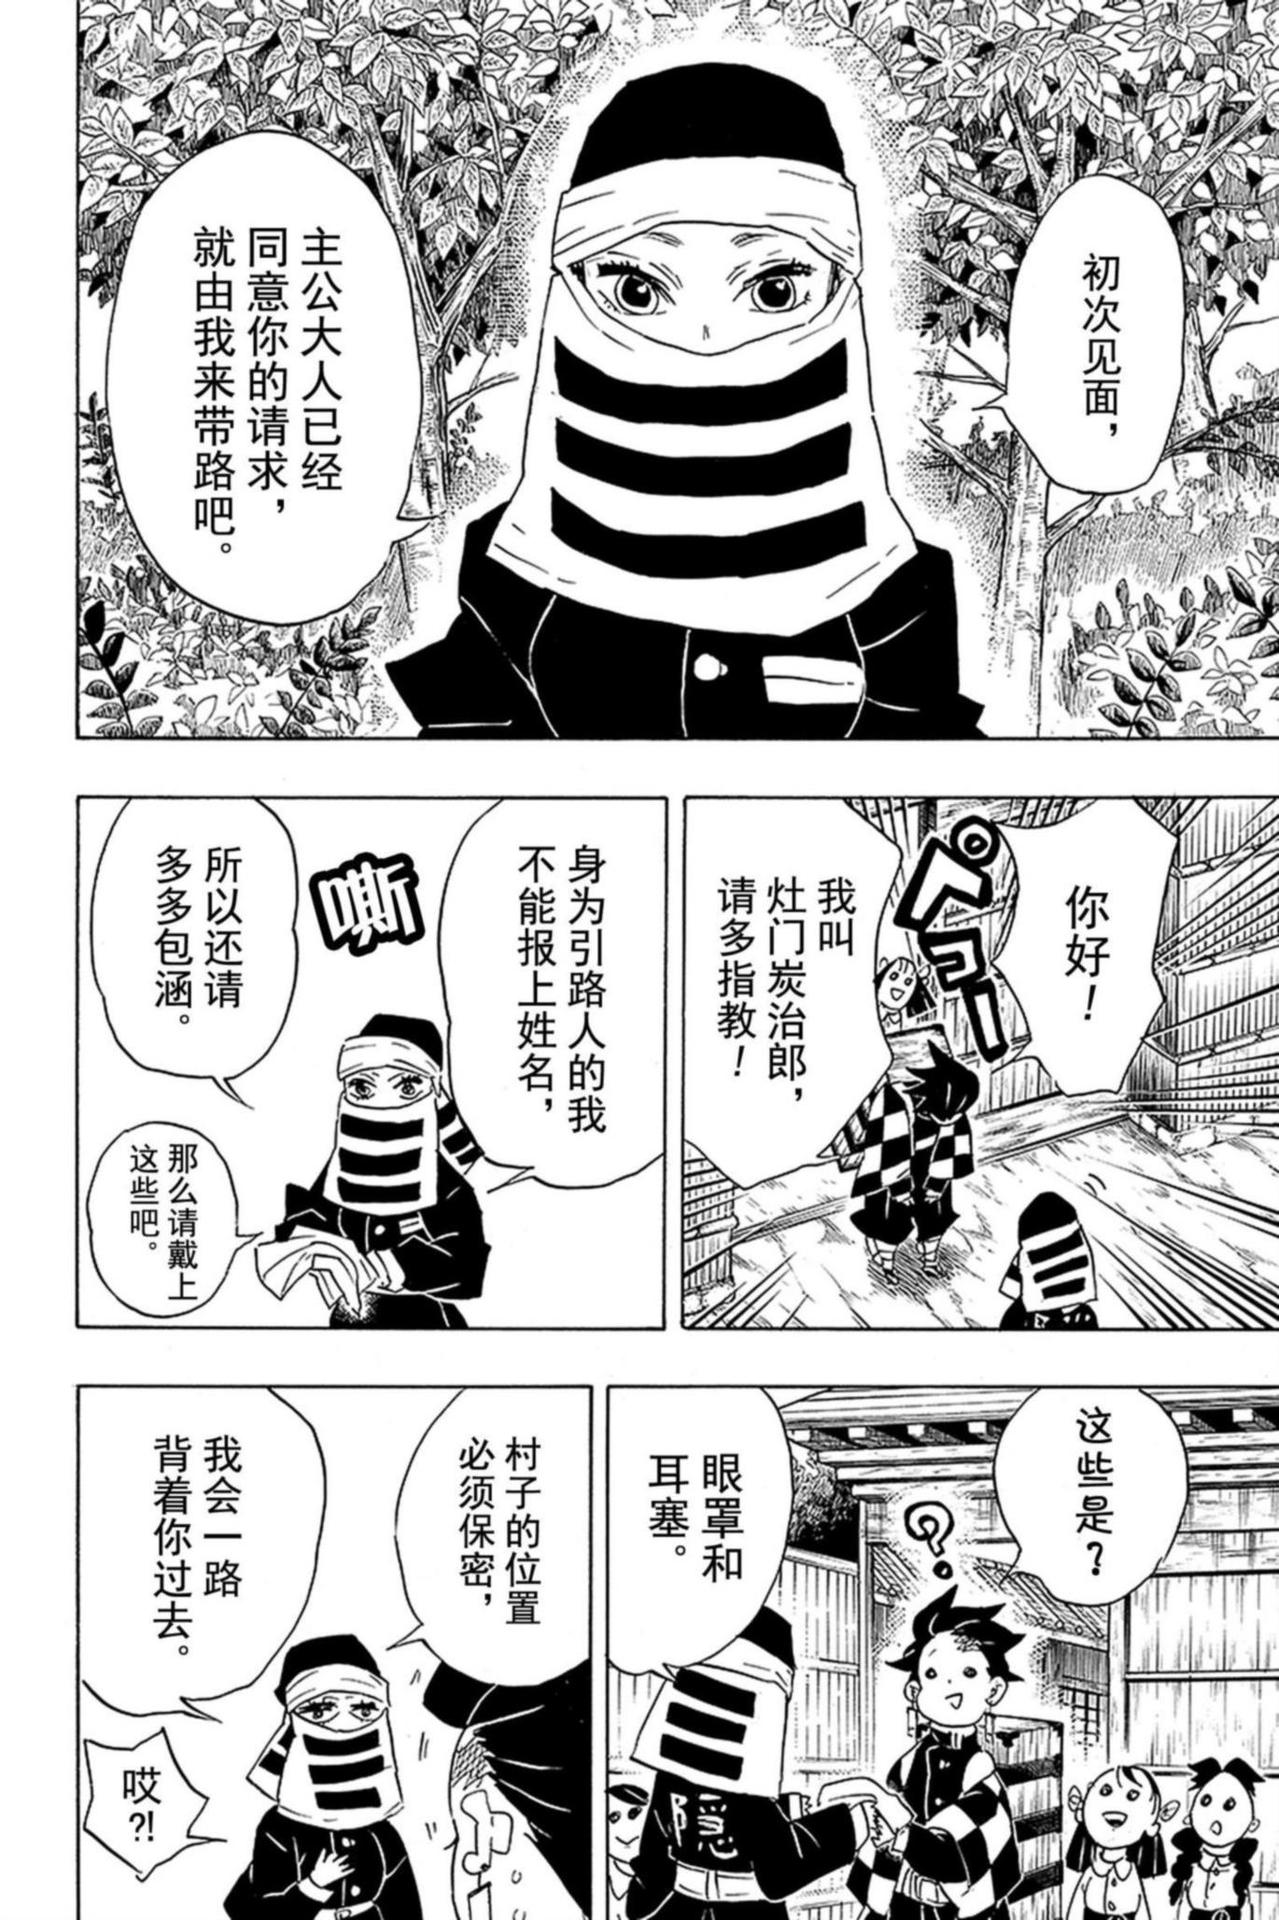 初次见面，
主公大人已经
同意你的请求，
就由我来带路吧。
你好！
ペコー
我叫
灶门炭治郎，
请多指教！
身为引路人的我
不能报上姓名，
嘶
所以还请
多多包涵。
那么请戴上
这些吧。
这些是？
?
眼罩和
耳塞。
隠
村子的位置
必须保密，
我会一路
背着你过去。
哎?!